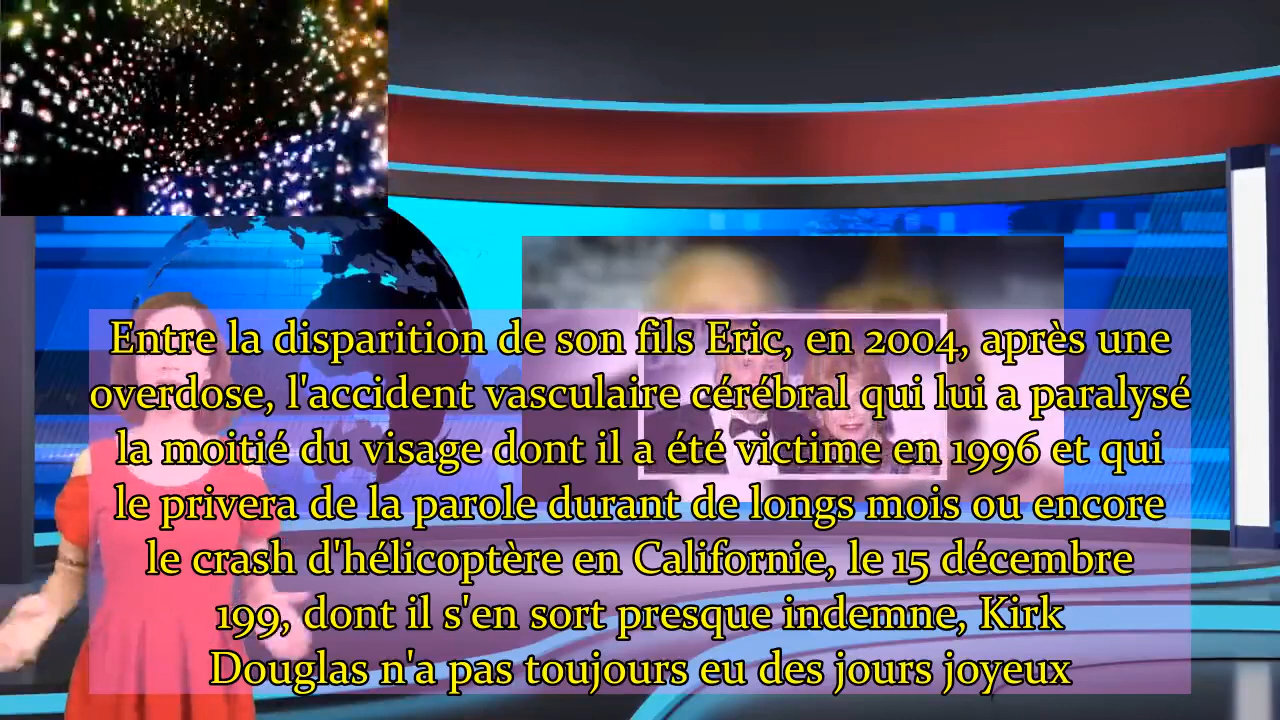 Entre la disparition de son fils Eric, en 2004, après une
overdose, l'accident vasculaire cérébral qui lui a paralysé
la moitié du visage dont il a été victime en 1996 et qui
le privera de la parole durant de longs mois ou encore
le crash d'hélicoptère en Californie, le 15 décembre
199, dont il s'en sort presque indemne, Kirk
Douglas n'a pas toujours eu des jours joyeux